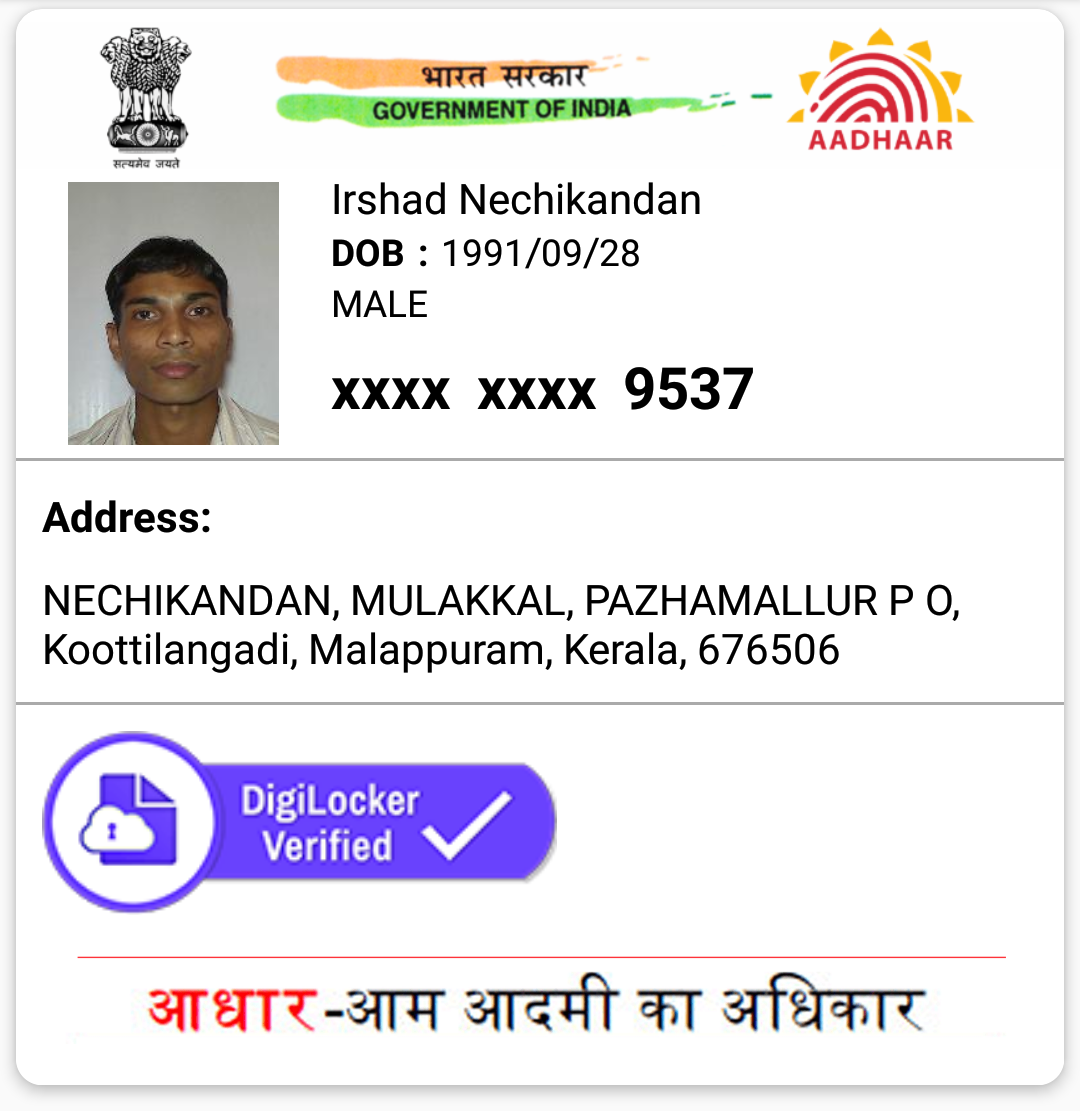 सत्यमेव जयते
भारत सरकार
GOVERNMENT OF INDIA
AADHAAR
Irshad Nechikandan
DOB : 1991/09/28
MALE
xxxx xxxx 9537
Address:
NECHIKANDAN, MULAKKAL, PAZHAMALLUR P O,
Koottilangadi, Malappuram, Kerala, 676506
DigiLocker
Verified
आधार-आम आदमी का अधिकार